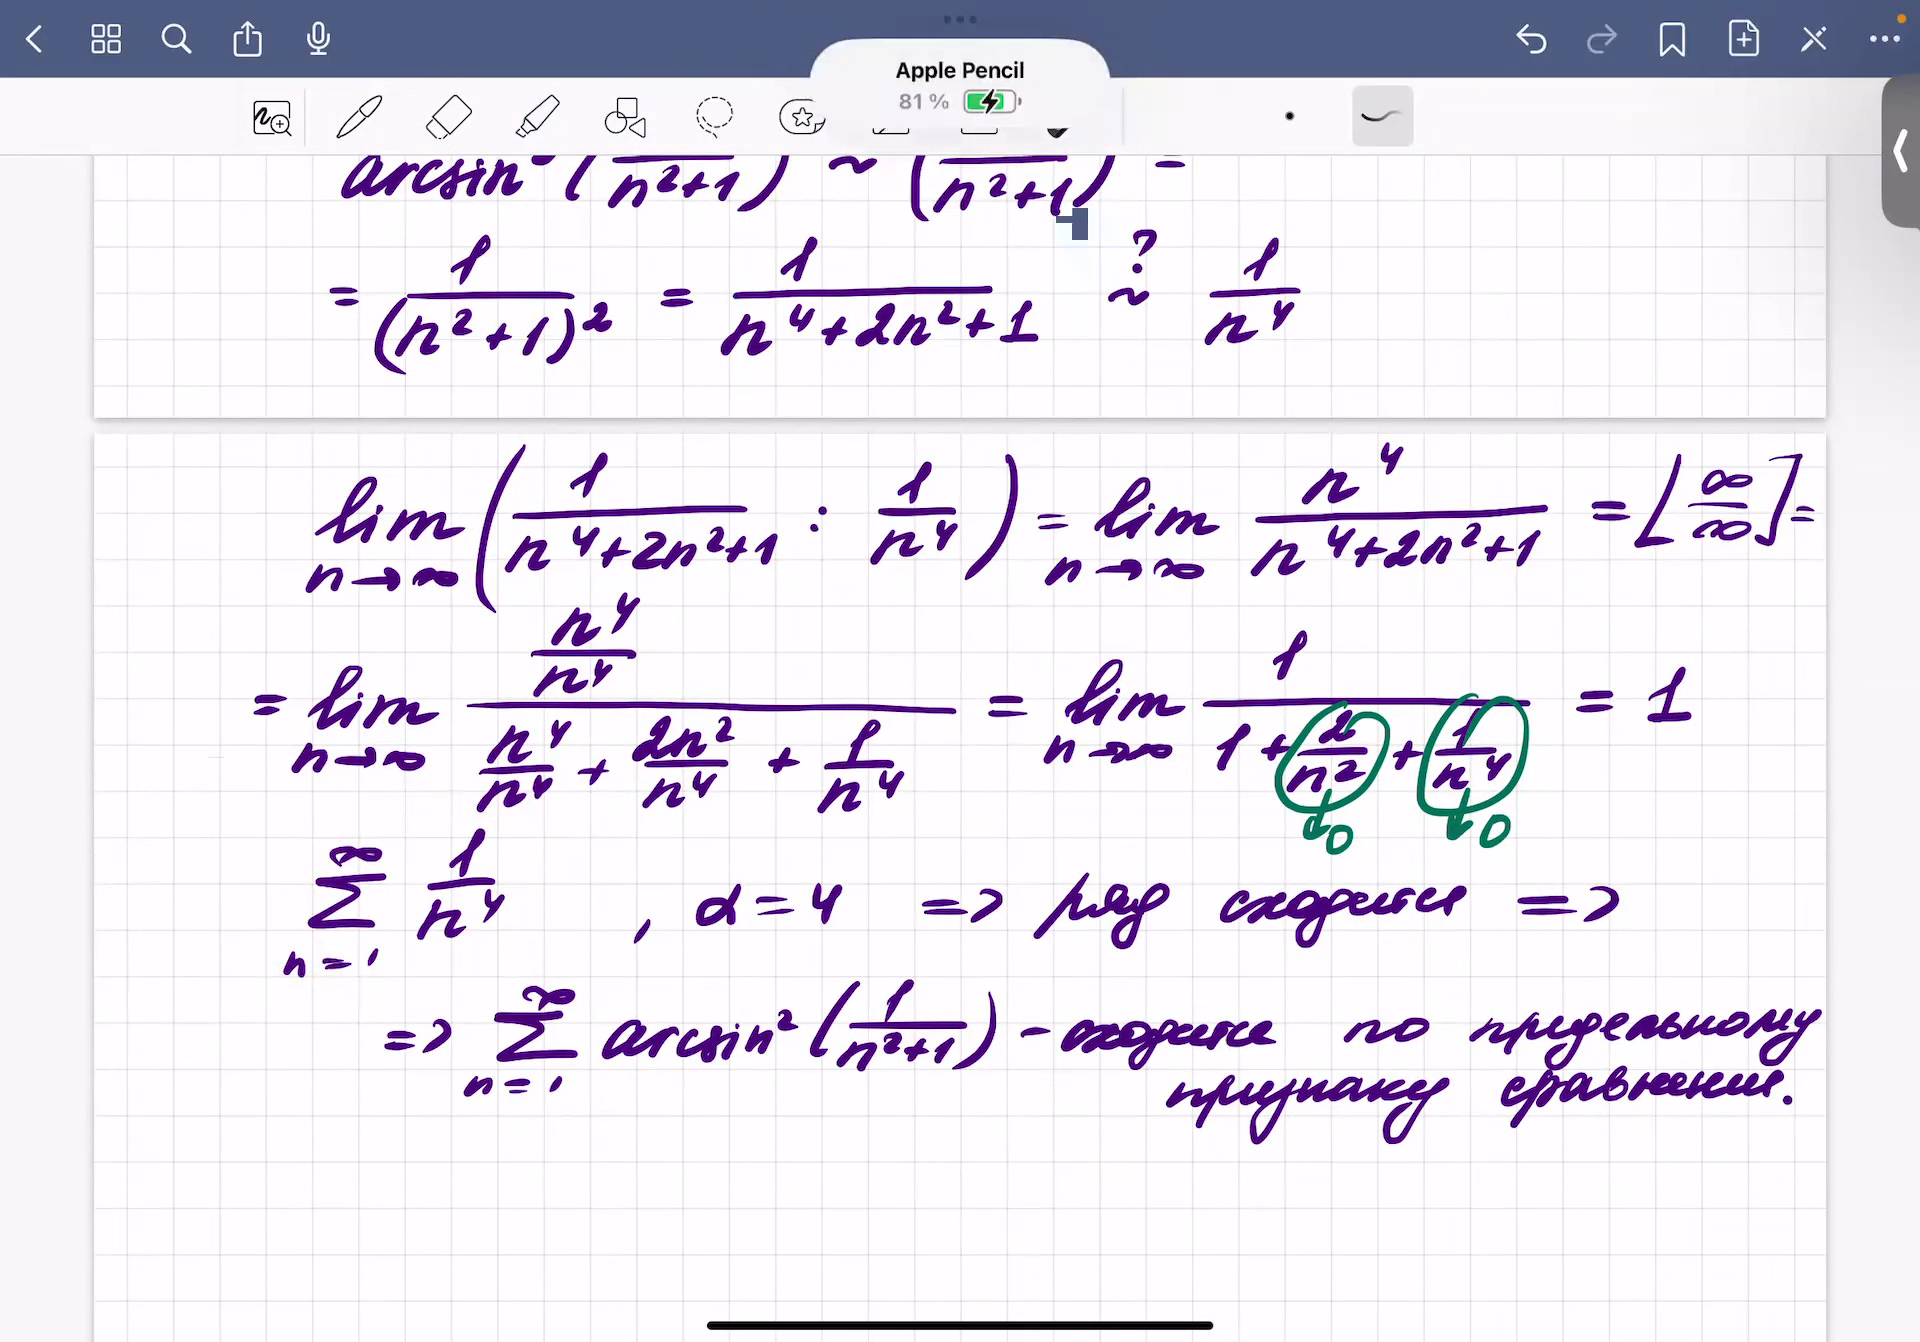 Apple Pencil
81 %
arcsin² (1/(n²+1)) ~ (1/(n²+1)) =
= 1/(n²+1)² = 1/(n⁴+2n²+1) ?~ 1/n⁴
lim n→∞ (1/(n⁴+2n²+1) : 1/n⁴) = lim n→∞ n⁴/(n⁴+2n²+1) = [∞/∞] =
= lim n→∞ (n⁴/n⁴)/(n⁴/n⁴ + 2n²/n⁴ + 1/n⁴) = lim n→∞ 1/(1 + 2/n² + 1/n⁴) = 1
↓0 ↓0
∞ Σ n=1 1/n⁴ , α=4 => ряд сходится =>
=> ∞ Σ n=1 arcsin² (1/(n²+1)) - сходится по предельному
признаку сравнения.